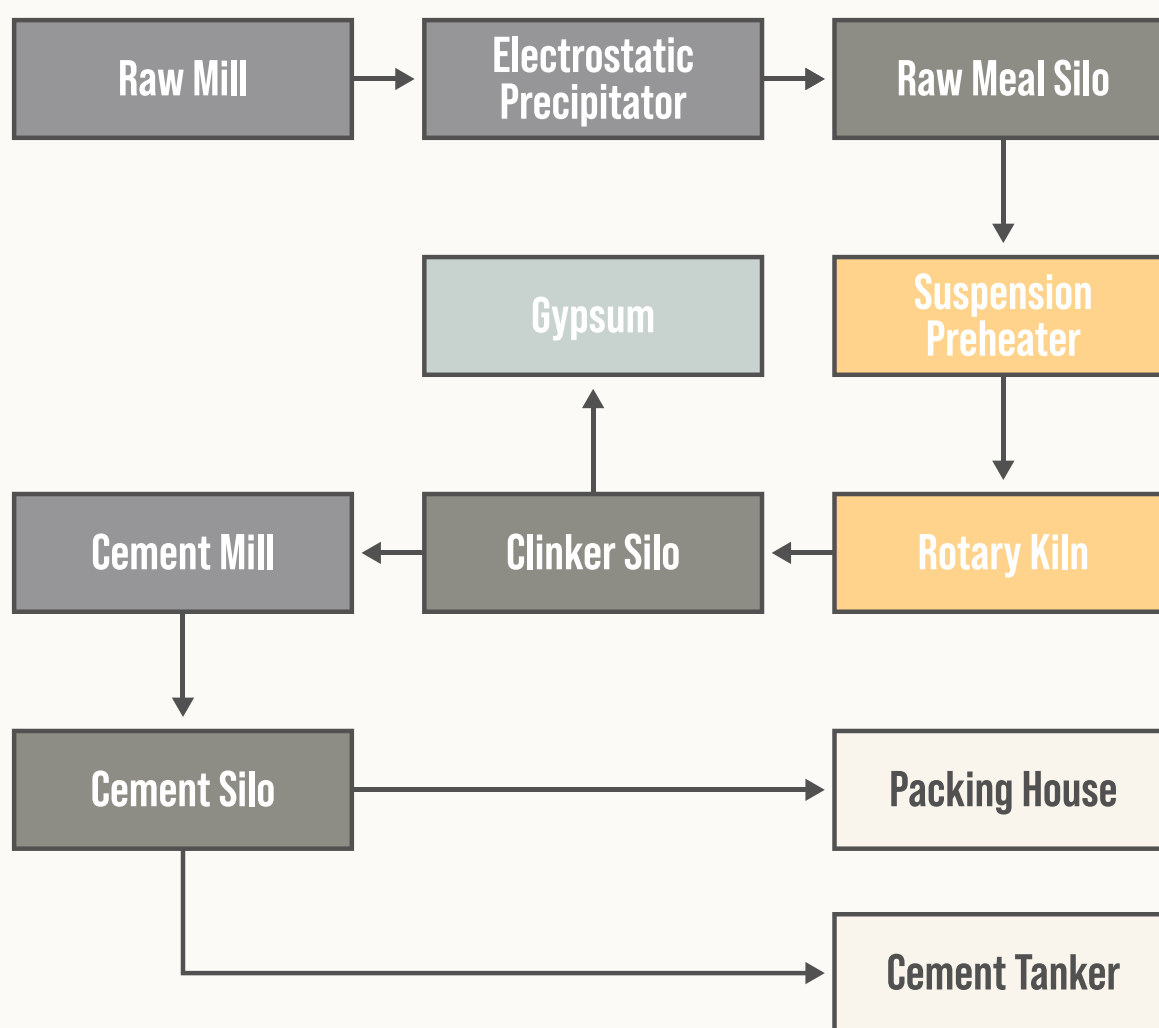 Raw Mill
Electrostatic
Precipitator
Raw Meal Silo
Gypsum
Suspension
Preheater
Cement Mill
Clinker Silo
Rotary Kiln
Cement Silo
Packing House
Cement Tanker